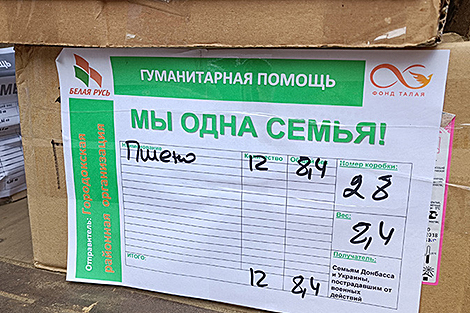 БЕЛАЯ РУСЬ
ГУМАНИТАРНАЯ ПОМОЩЬ
ФОНД ТАЛАЯ
МЫ ОДНА СЕМЬЯ!
Отправитель: Городокская
районная организация
Пшено 12 8,4
Номер коробки:
28
Вес:
8,4
Получатель:
Семьям Донбасса
и Украины,
пострадавшим от
военных
действий
ИТОГО
12 8,4